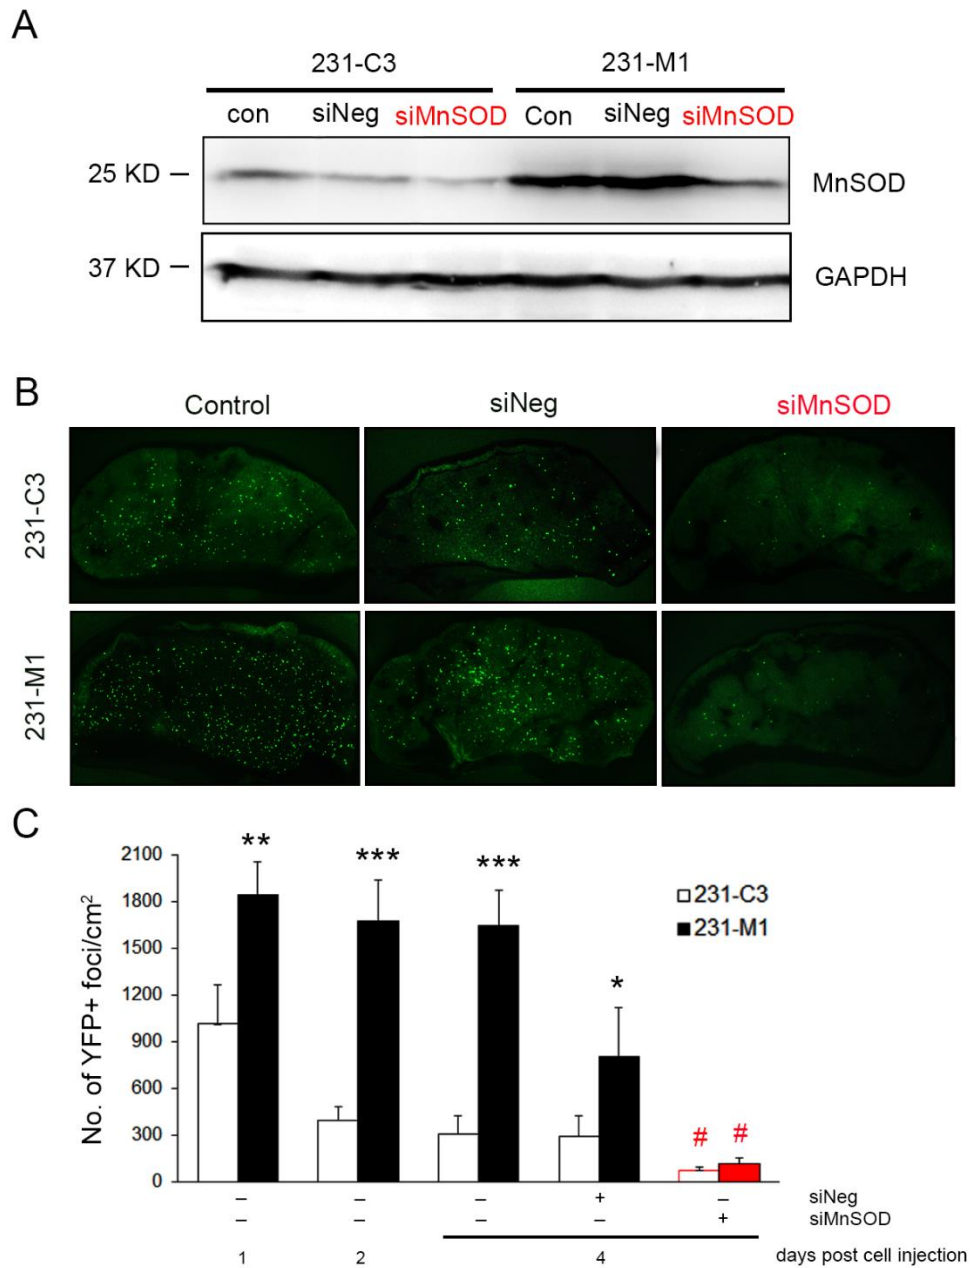 A
231-C3 231-M1
con siNeg siMnSOD Con siNeg siMnSOD
25 KD MnSOD
37 KD GAPDH
B
Control siNeg siMnSOD
231-C3
231-M1
C
No. of YFP+ foci/cm²
2100
1800
1500
1200
900
600
300
0
** *** *** * # #
231-C3
231-M1
– – – + – siNeg
– – – – + siMnSOD
1 2 4 days post cell injection